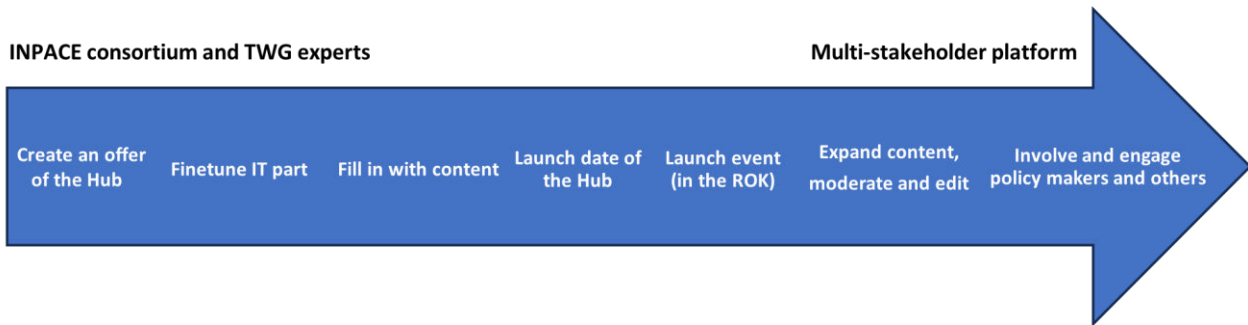 INPACE consortium and TWG experts
Multi-stakeholder platform
Create an offer
of the Hub
Finetune IT part
Fill in with content
Launch date of
the Hub
Launch event
(in the ROK)
Expand content,
moderate and edit
Involve and engage
policy makers and others